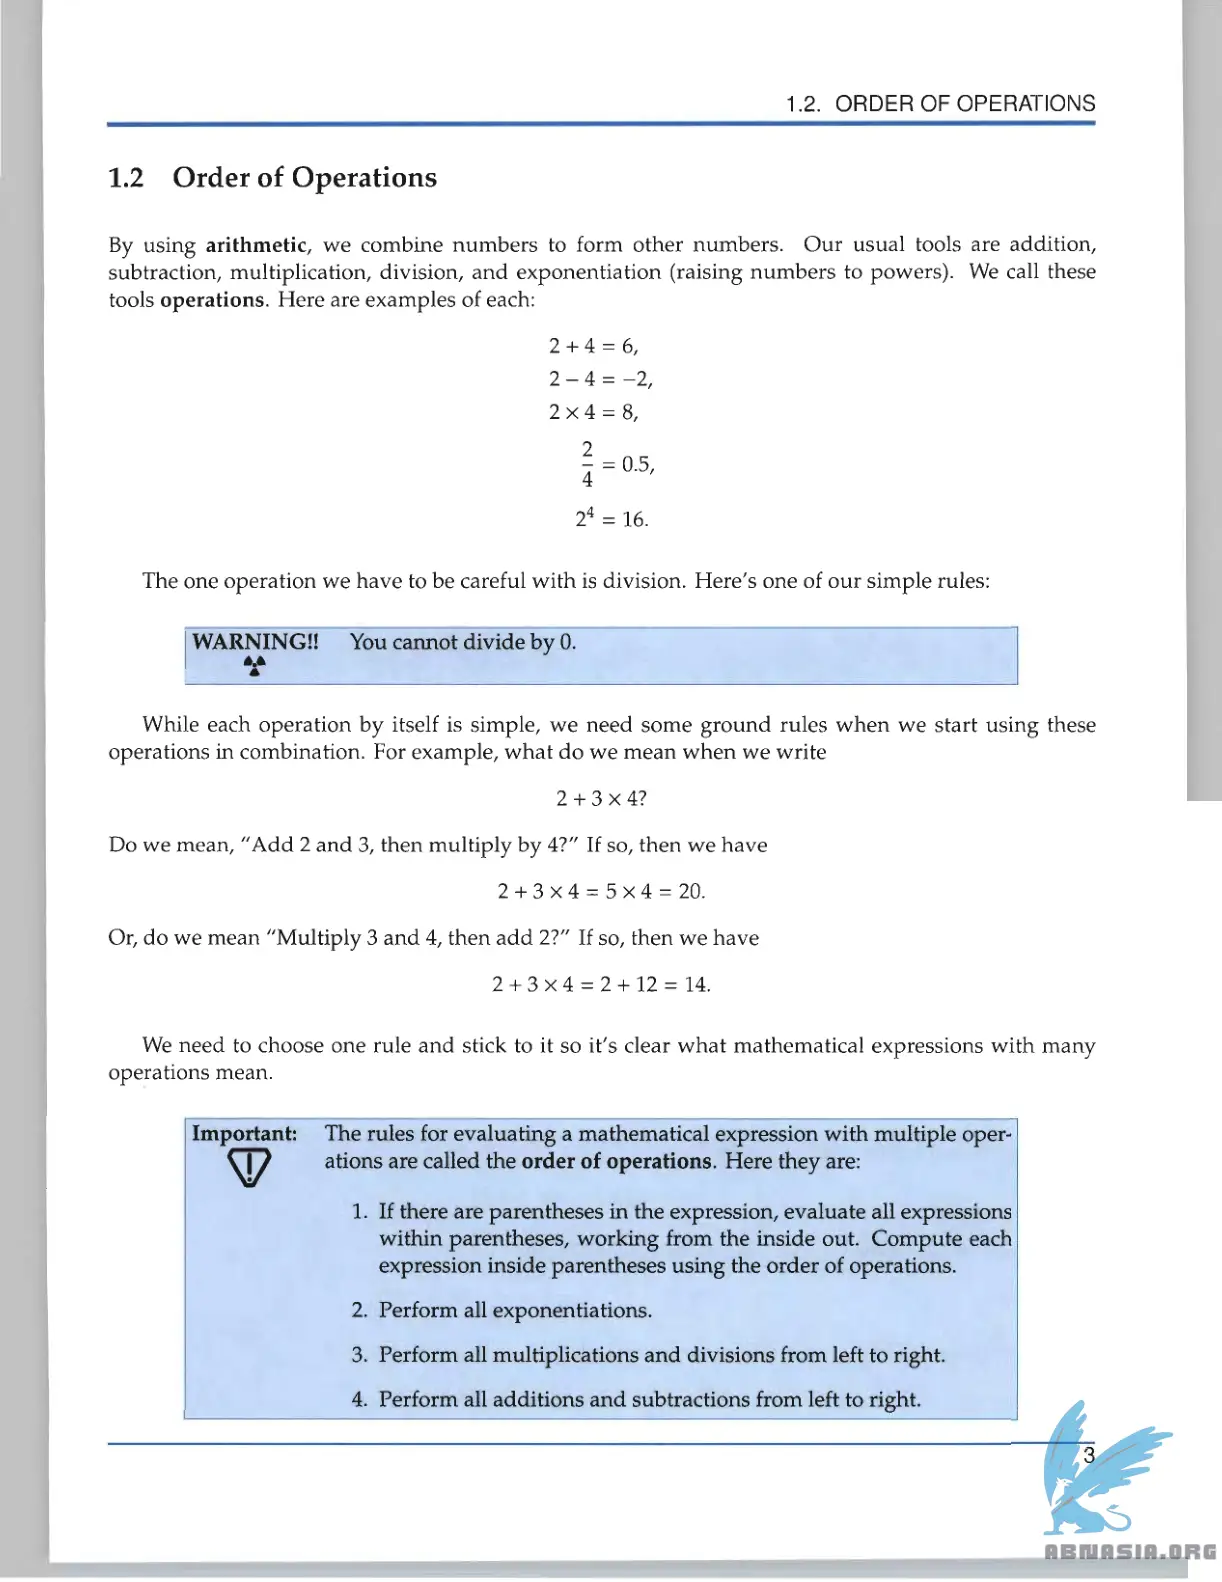 1.2. ORDER OF OPERATIONS
1.2 Order of Operations
By using arithmetic, we combine numbers to form other numbers. Our usual tools are addition,
subtraction, multiplication, division, and exponentiation (raising numbers to powers). We call these
tools operations. Here are examples of each:
2 + 4 = 6,
2 − 4 = −2,
2 × 4 = 8,
2/4 = 0.5,
2⁴ = 16.
The one operation we have to be careful with is division. Here's one of our simple rules:
WARNING!! You cannot divide by 0.
While each operation by itself is simple, we need some ground rules when we start using these
operations in combination. For example, what do we mean when we write
2 + 3 × 4?
Do we mean, "Add 2 and 3, then multiply by 4?" If so, then we have
2 + 3 × 4 = 5 × 4 = 20.
Or, do we mean "Multiply 3 and 4, then add 2?" If so, then we have
2 + 3 × 4 = 2 + 12 = 14.
We need to choose one rule and stick to it so it's clear what mathematical expressions with many
operations mean.
Important: The rules for evaluating a mathematical expression with multiple oper-
ations are called the order of operations. Here they are:
1. If there are parentheses in the expression, evaluate all expressions
within parentheses, working from the inside out. Compute each
expression inside parentheses using the order of operations.
2. Perform all exponentiations.
3. Perform all multiplications and divisions from left to right.
4. Perform all additions and subtractions from left to right.
3
ABNASIA.ORG